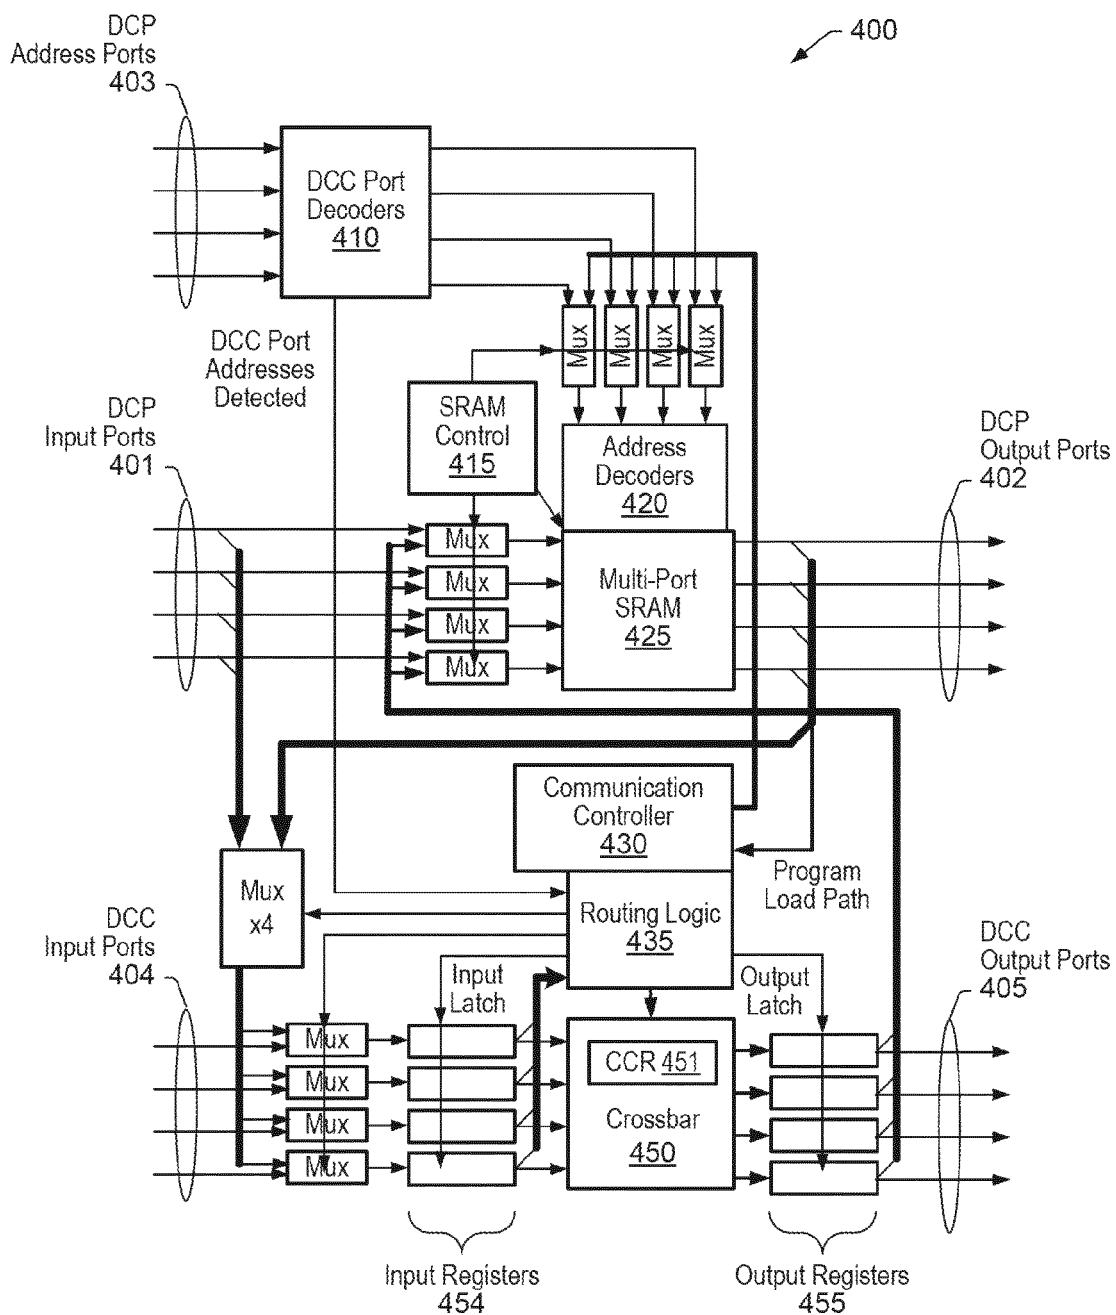 DCP
Address Ports
403
400
DCC Port
Decoders
410
DCC Port
Addresses
Detected
Mux
Mux
Mux
Mux
DCP
Input Ports
401
SRAM
Control
415
Address
Decoders
420
DCP
Output Ports
402
Mux
Mux
Mux
Mux
Multi-Port
SRAM
425
Communication
Controller
430
Program
Load Path
Mux
x4
Routing Logic
435
DCC
Input Ports
404
Input
Latch
Output
Latch
DCC
Output Ports
405
Mux
Mux
Mux
Mux
CCR 451
Crossbar
450
Input Registers
454
Output Registers
455